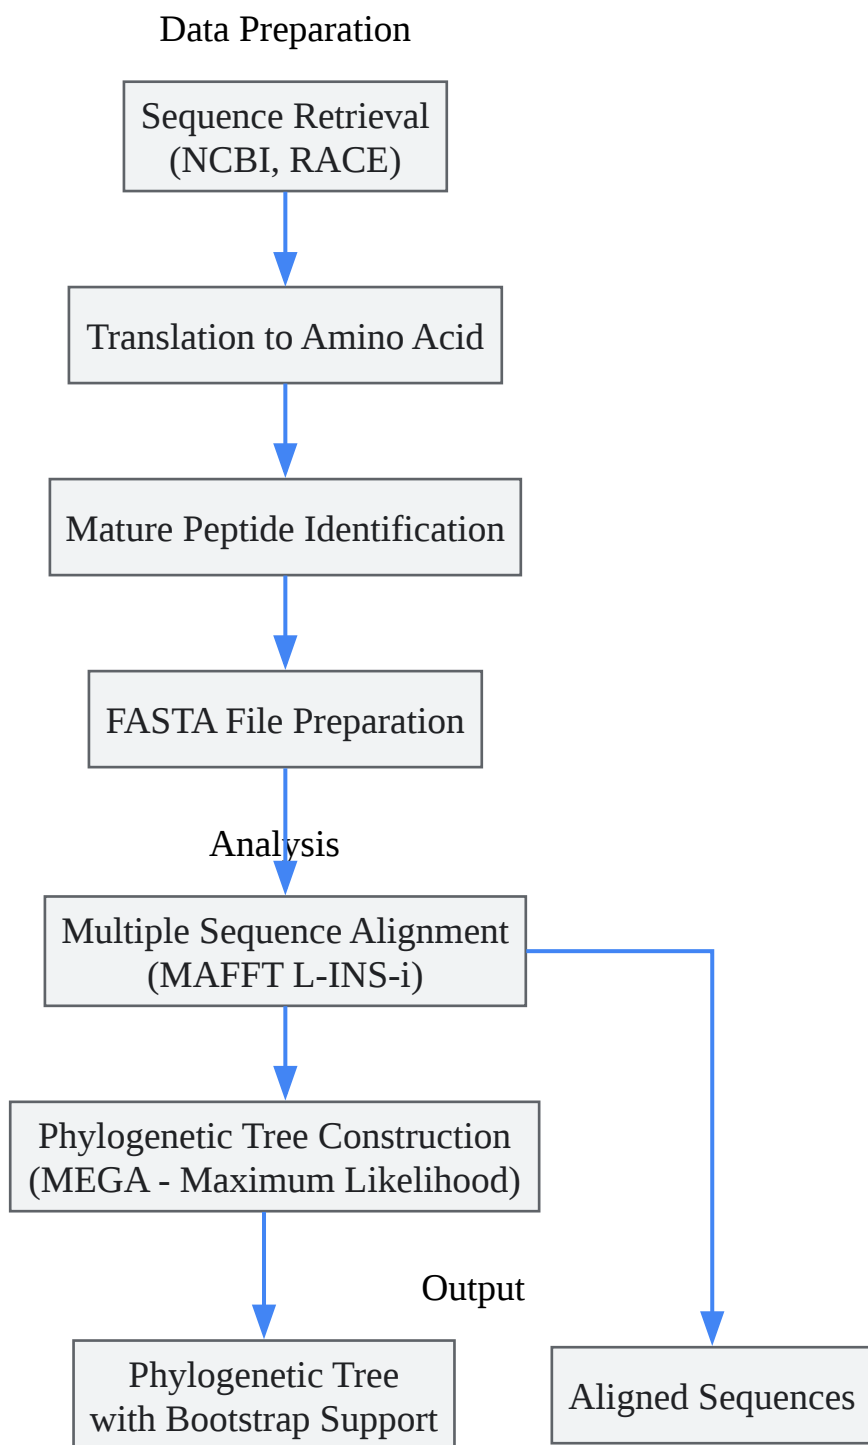 Data Preparation
Sequence Retrieval
(NCBI, RACE)
Translation to Amino Acid
Mature Peptide Identification
FASTA File Preparation
Analysis
Multiple Sequence Alignment
(MAFFT L-INS-i)
Phylogenetic Tree Construction
(MEGA - Maximum Likelihood)
Output
Phylogenetic Tree
with Bootstrap Support
Aligned Sequences